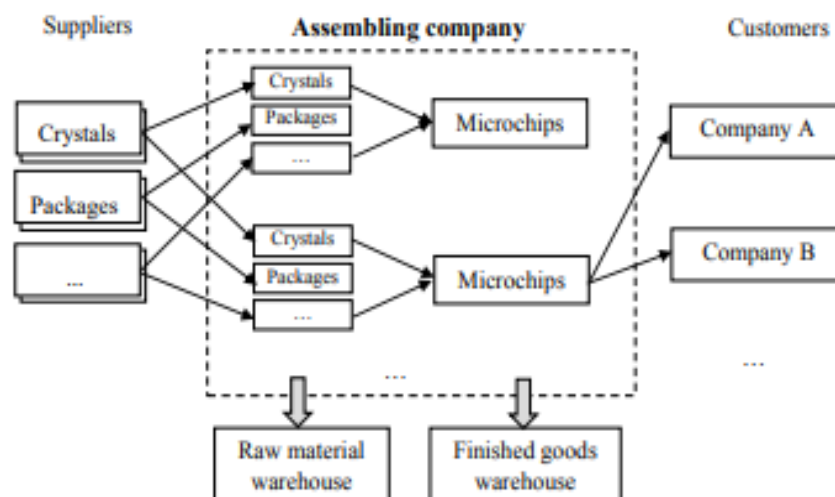 Suppliers
Assembling company
Customers
Crystals
Packages
...
Crystals
Packages
...
Crystals
Packages
...
Microchips
Microchips
...
Company A
Company B
...
Raw material
warehouse
Finished goods
warehouse